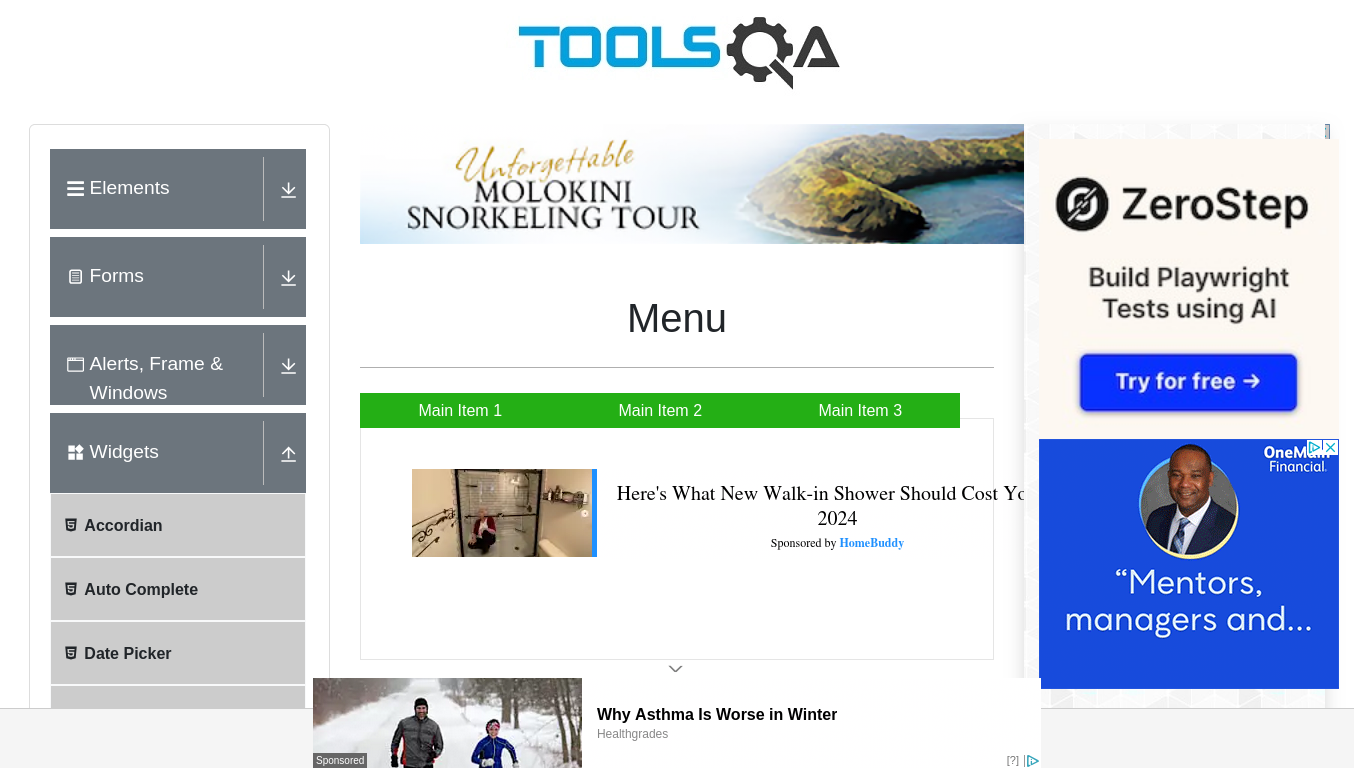 TOOLSQA
Elements
Forms
Alerts, Frame &
Windows
Widgets
Accordian
Auto Complete
Date Picker
Unforgettable
MOLOKINI
SNORKELING TOUR
Menu
Main Item 1
Main Item 2
Main Item 3
Here's What New Walk-in Shower Should Cost Yo
2024
Sponsored by HomeBuddy
ZeroStep
Build Playwright
Tests using AI
Try for free →
OneMain
Financial.
“Mentors,
managers and...
Sponsored
Why Asthma Is Worse in Winter
Healthgrades
[?]